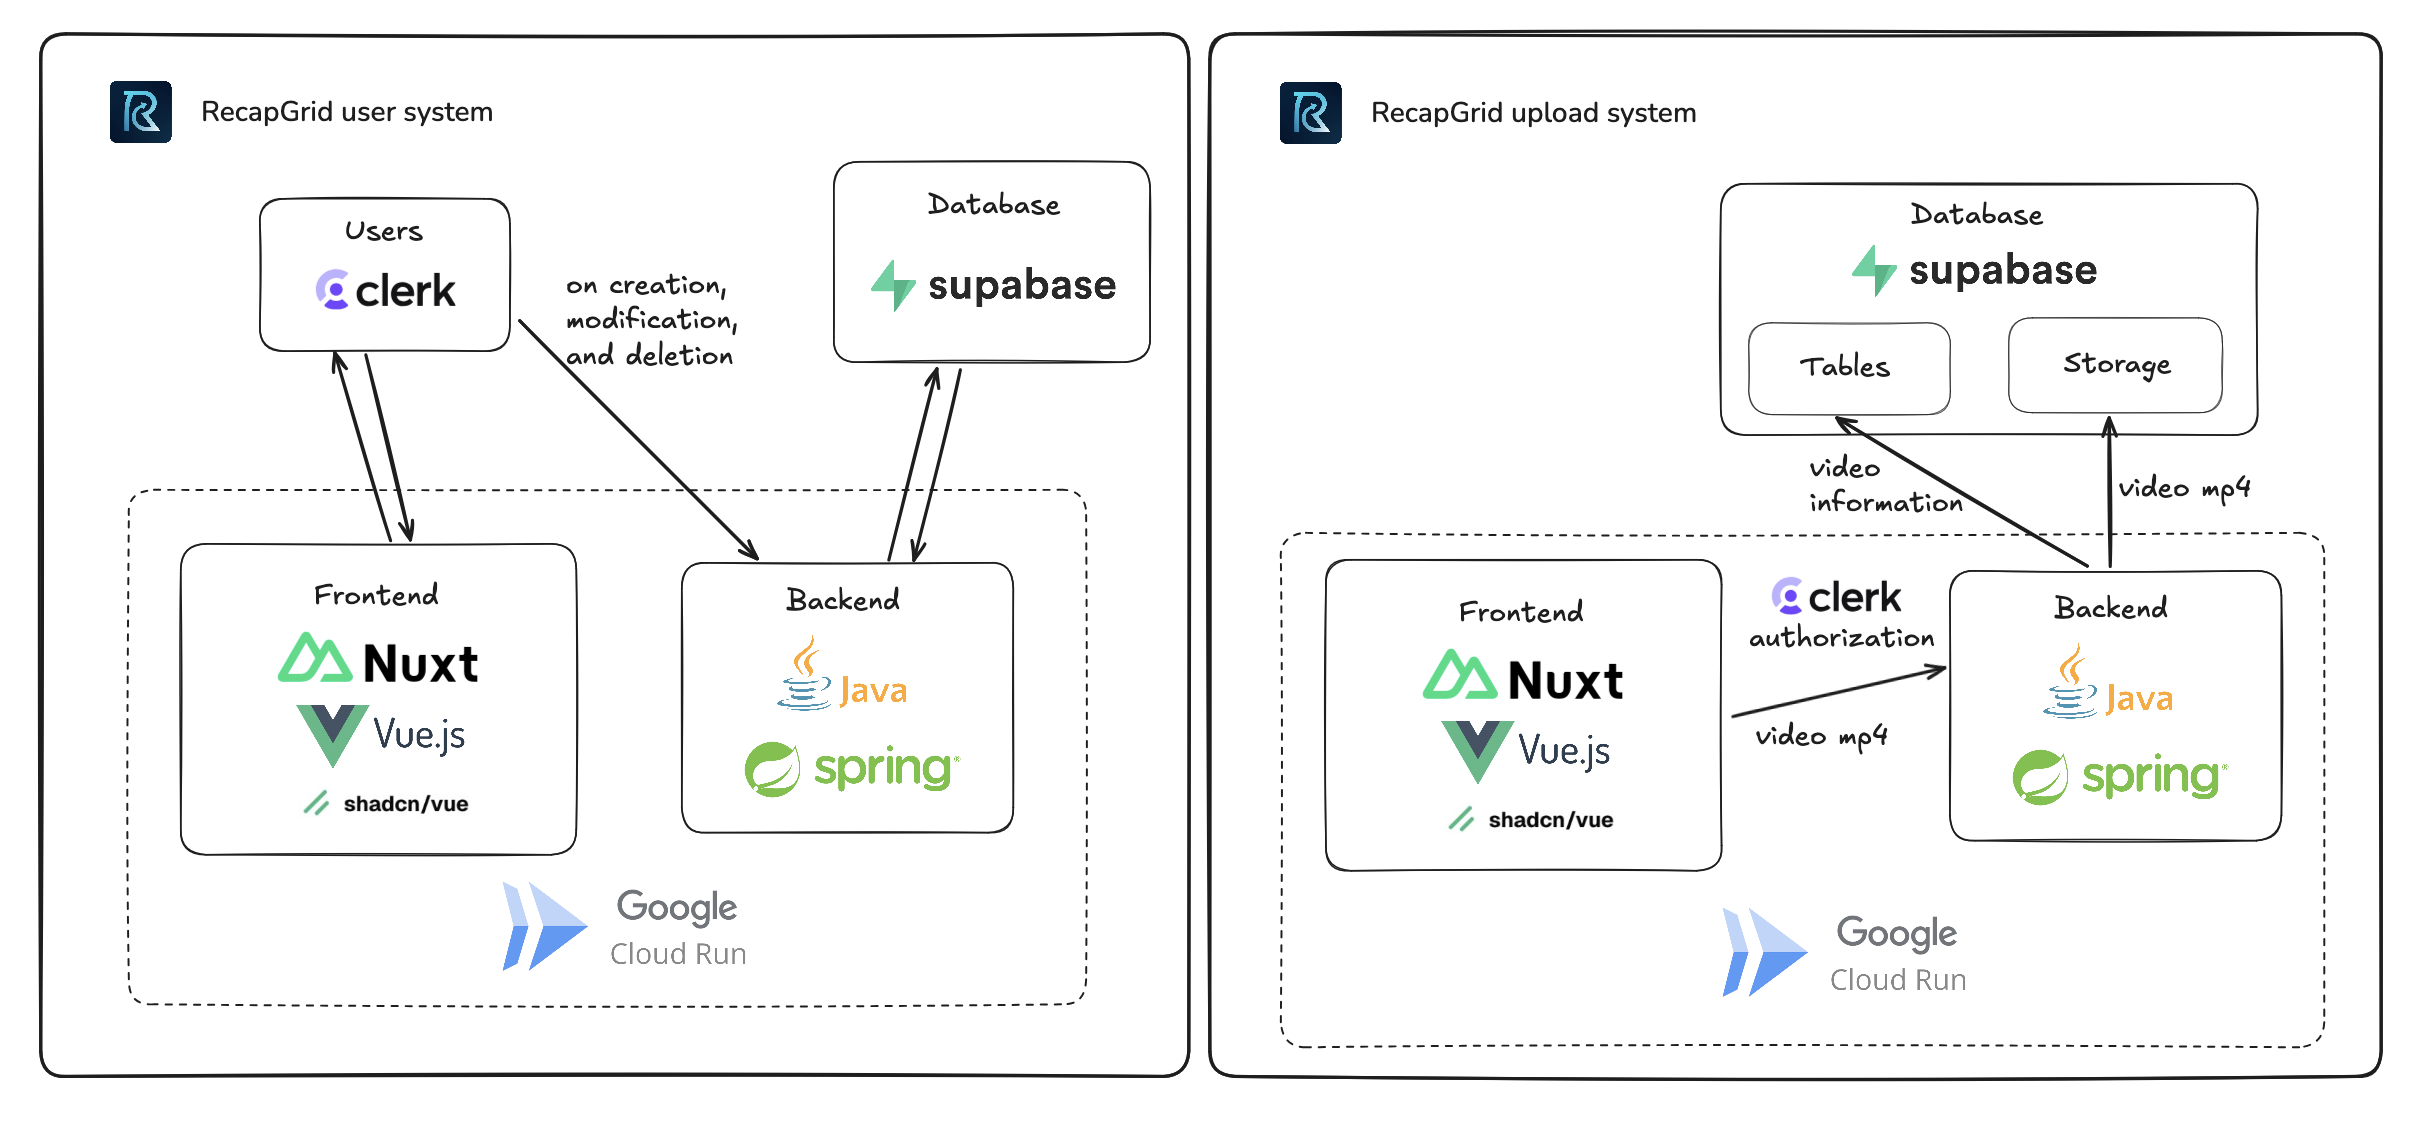 RecapGrid user system
Users
clerk
on creation,
modification,
and deletion
Database
supabase
Frontend
Nuxt
Vue.js
shadcn/vue
Backend
Java
spring®
Google
Cloud Run
RecapGrid upload system
Database
supabase
Tables
Storage
video
information
video mp4
Frontend
Nuxt
Vue.js
shadcn/vue
clerk
authorization
video mp4
Backend
Java
spring®
Google
Cloud Run